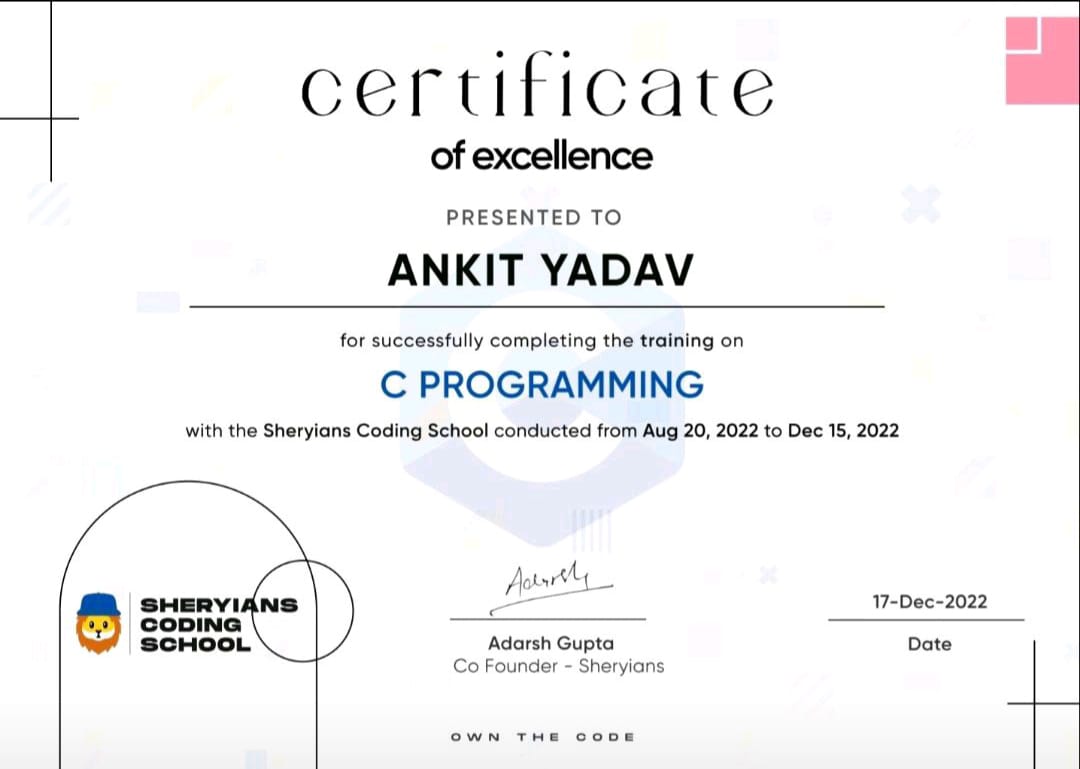 certificate
of excellence
PRESENTED TO
ANKIT YADAV
for successfully completing the training on
C PROGRAMMING
with the Sheryians Coding School conducted from Aug 20, 2022 to Dec 15, 2022
SHERYIANS
CODING
SCHOOL
Adarsh
Adarsh Gupta
Co Founder - Sheryians
17-Dec-2022
Date
OWN THE CODE